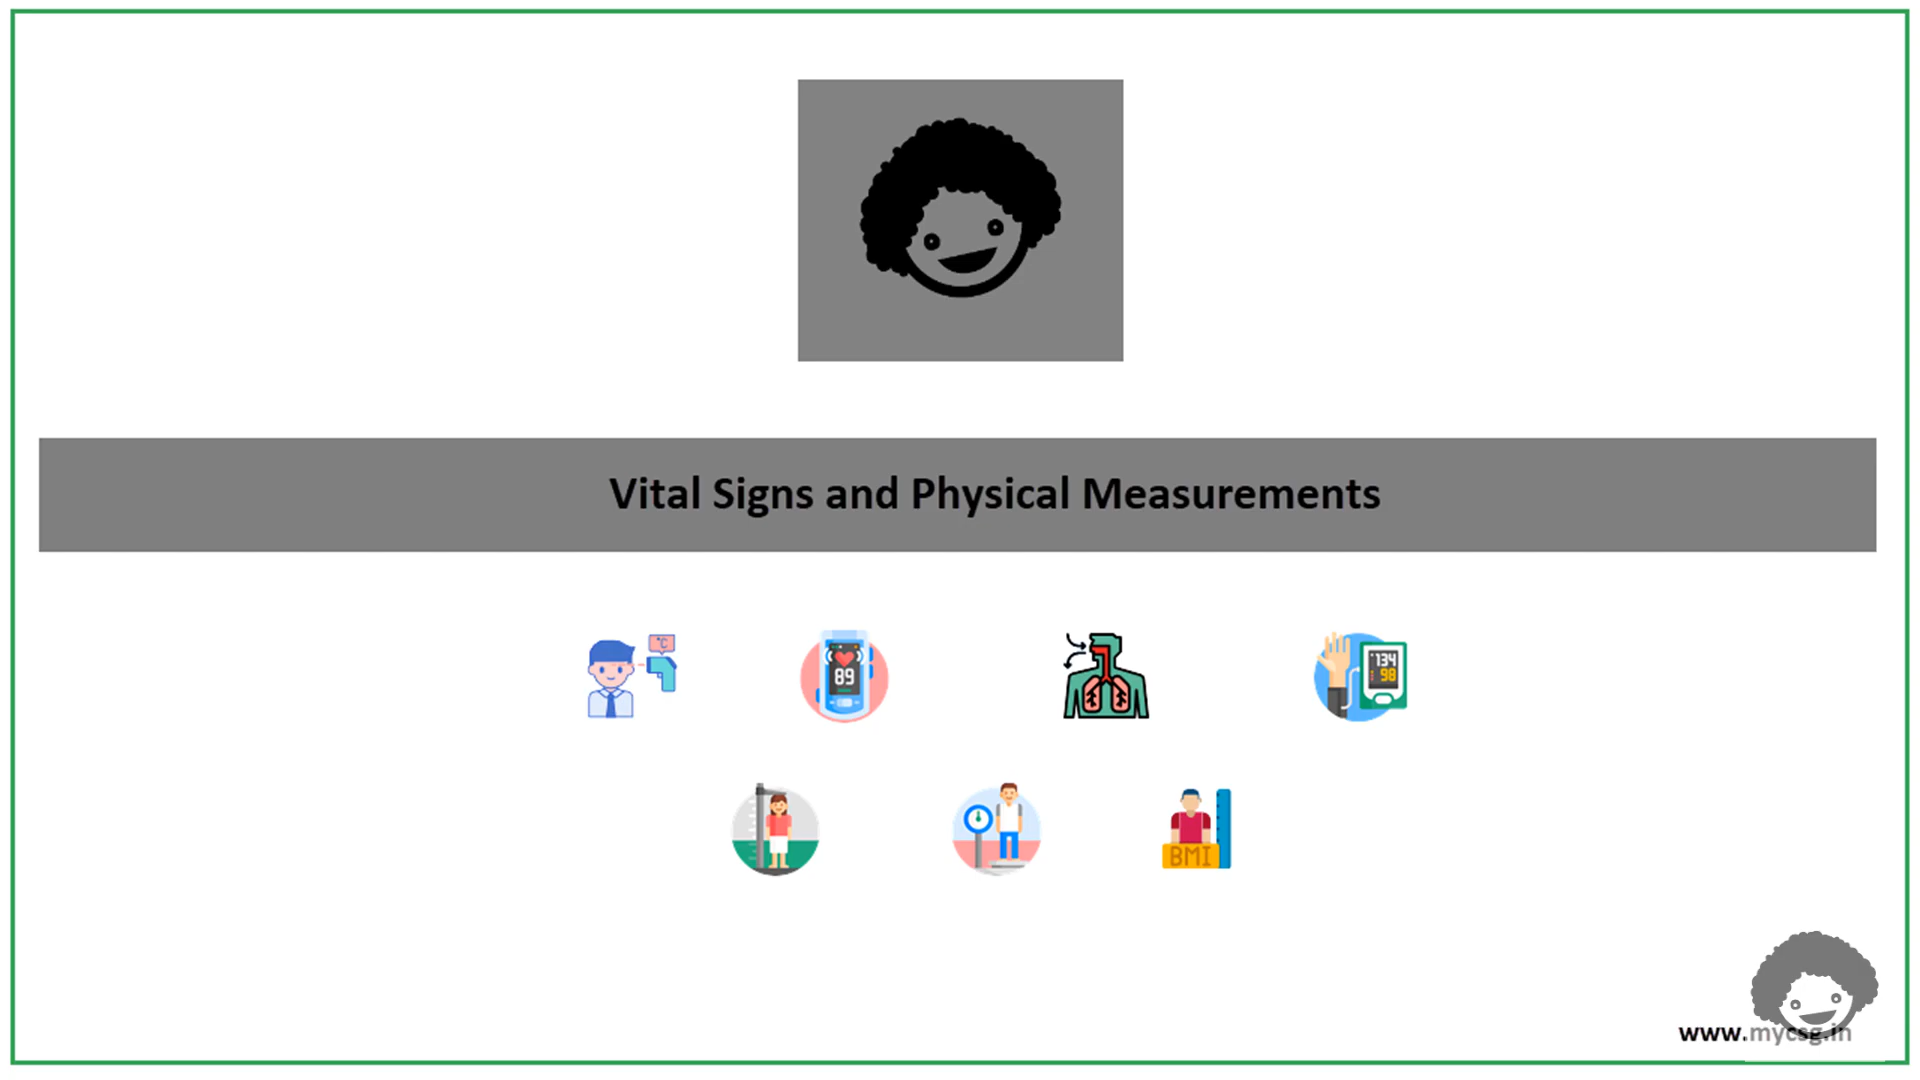 Vital Signs and Physical Measurements
°C
89
134
98
BMI
www.mycsg.in